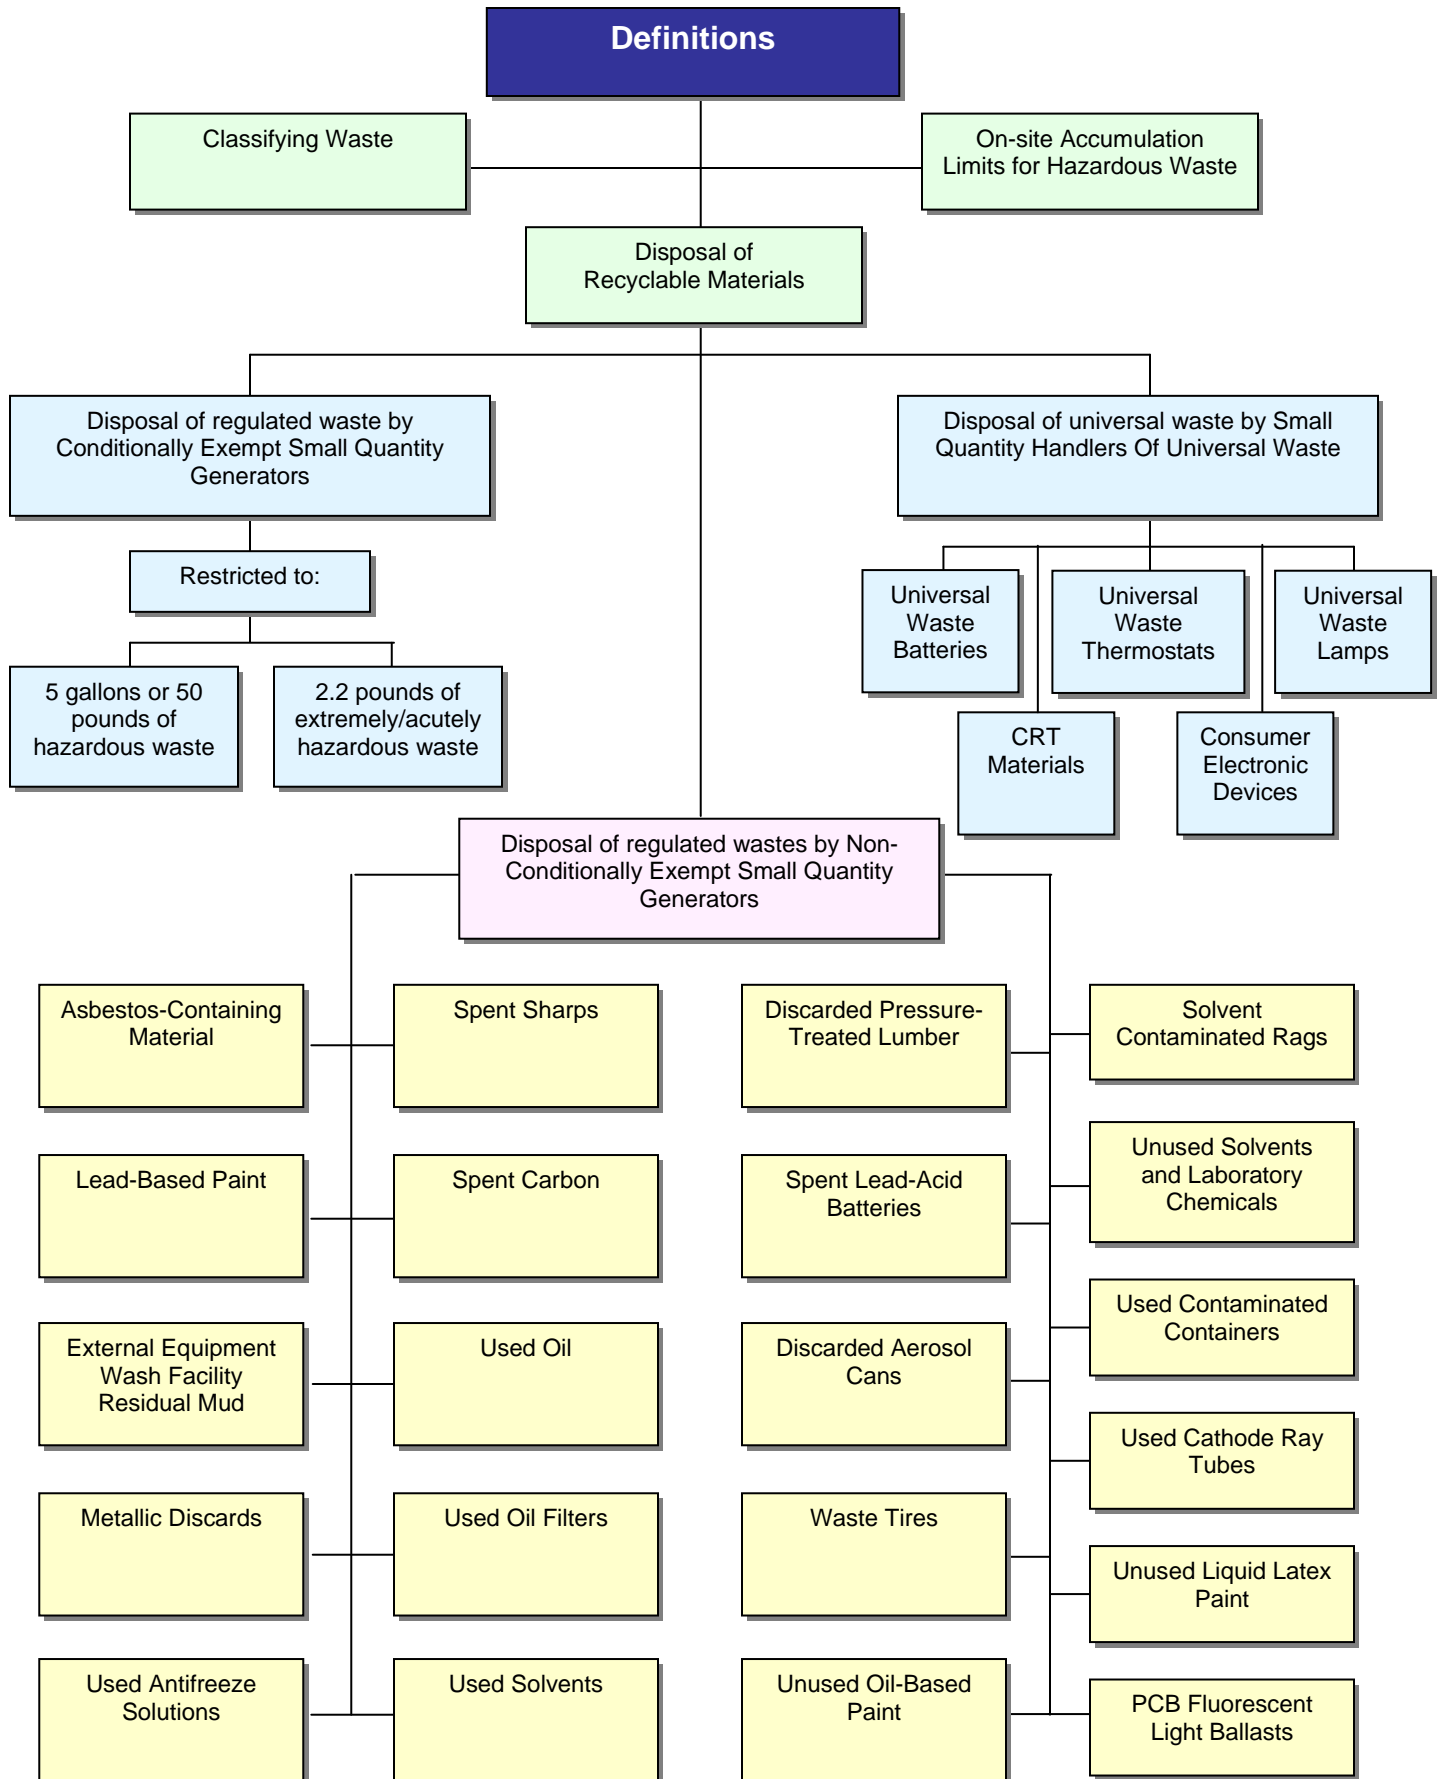 Definitions
Classifying Waste
On-site Accumulation
Limits for Hazardous Waste
Disposal of
Recyclable Materials
Disposal of regulated waste by
Conditionally Exempt Small Quantity
Generators
Disposal of universal waste by Small
Quantity Handlers Of Universal Waste
Restricted to:
5 gallons or 50
pounds of
hazardous waste
2.2 pounds of
extremely/acutely
hazardous waste
Universal
Waste
Batteries
Universal
Waste
Thermostats
Universal
Waste
Lamps
CRT
Materials
Consumer
Electronic
Devices
Disposal of regulated wastes by Non-
Conditionally Exempt Small Quantity
Generators
Asbestos-Containing
Material
Spent Sharps
Discarded Pressure-
Treated Lumber
Solvent
Contaminated Rags
Lead-Based Paint
Spent Carbon
Spent Lead-Acid
Batteries
Unused Solvents
and Laboratory
Chemicals
External Equipment
Wash Facility
Residual Mud
Used Oil
Discarded Aerosol
Cans
Used Contaminated
Containers
Used Cathode Ray
Tubes
Metallic Discards
Used Oil Filters
Waste Tires
Unused Liquid Latex
Paint
Used Antifreeze
Solutions
Used Solvents
Unused Oil-Based
Paint
PCB Fluorescent
Light Ballasts